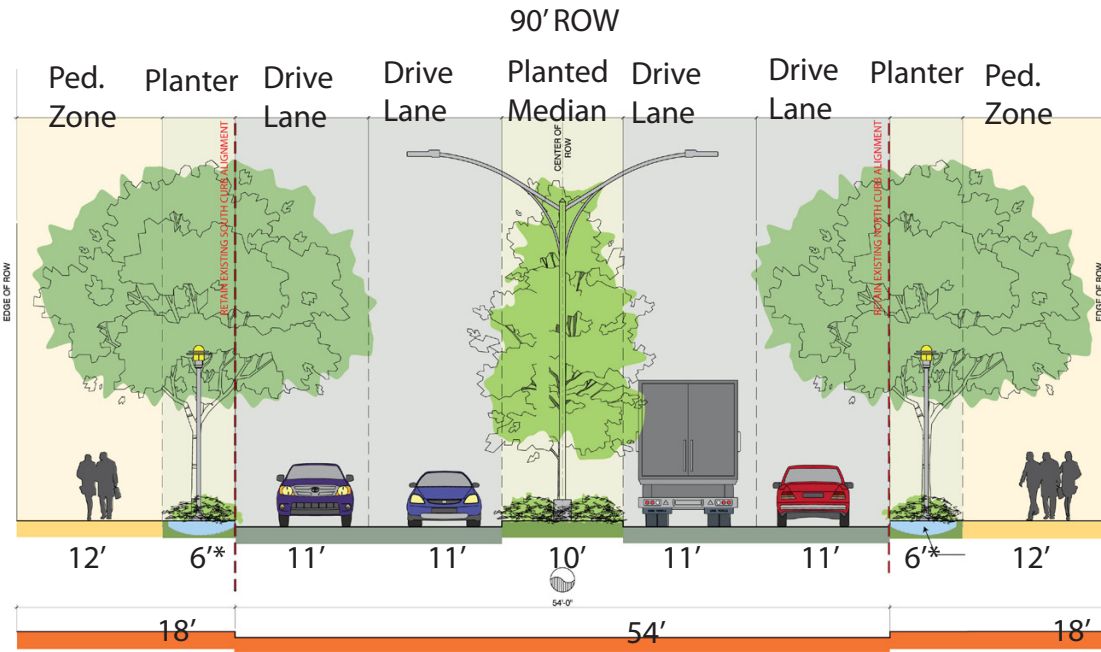 90’ ROW
Ped.
Zone
Planter
Drive
Lane
Drive
Lane
Planted
Median
Drive
Lane
Drive
Lane
Planter
Ped.
Zone
EDGE OF ROW
RETAIN EXISTING SOUTH CURB ALIGNMENT
CENTER OF
ROW
RETAIN EXISTING NORTH CURB ALIGNMENT
EDGE OF ROW
12’
6’*
11’
11’
10’
11’
11’
6’*
12’
54'-0"
18’
54’
18’